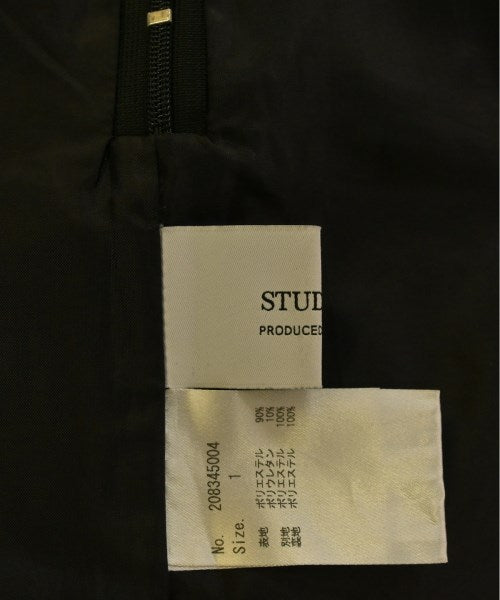 STUD
PRODUCED
No. 208345004
Size. 1
表地 ポリエステル 90%
ポリウレタン 10%
別地 ポリエステル 100%
裏地 ポリエステル 100%